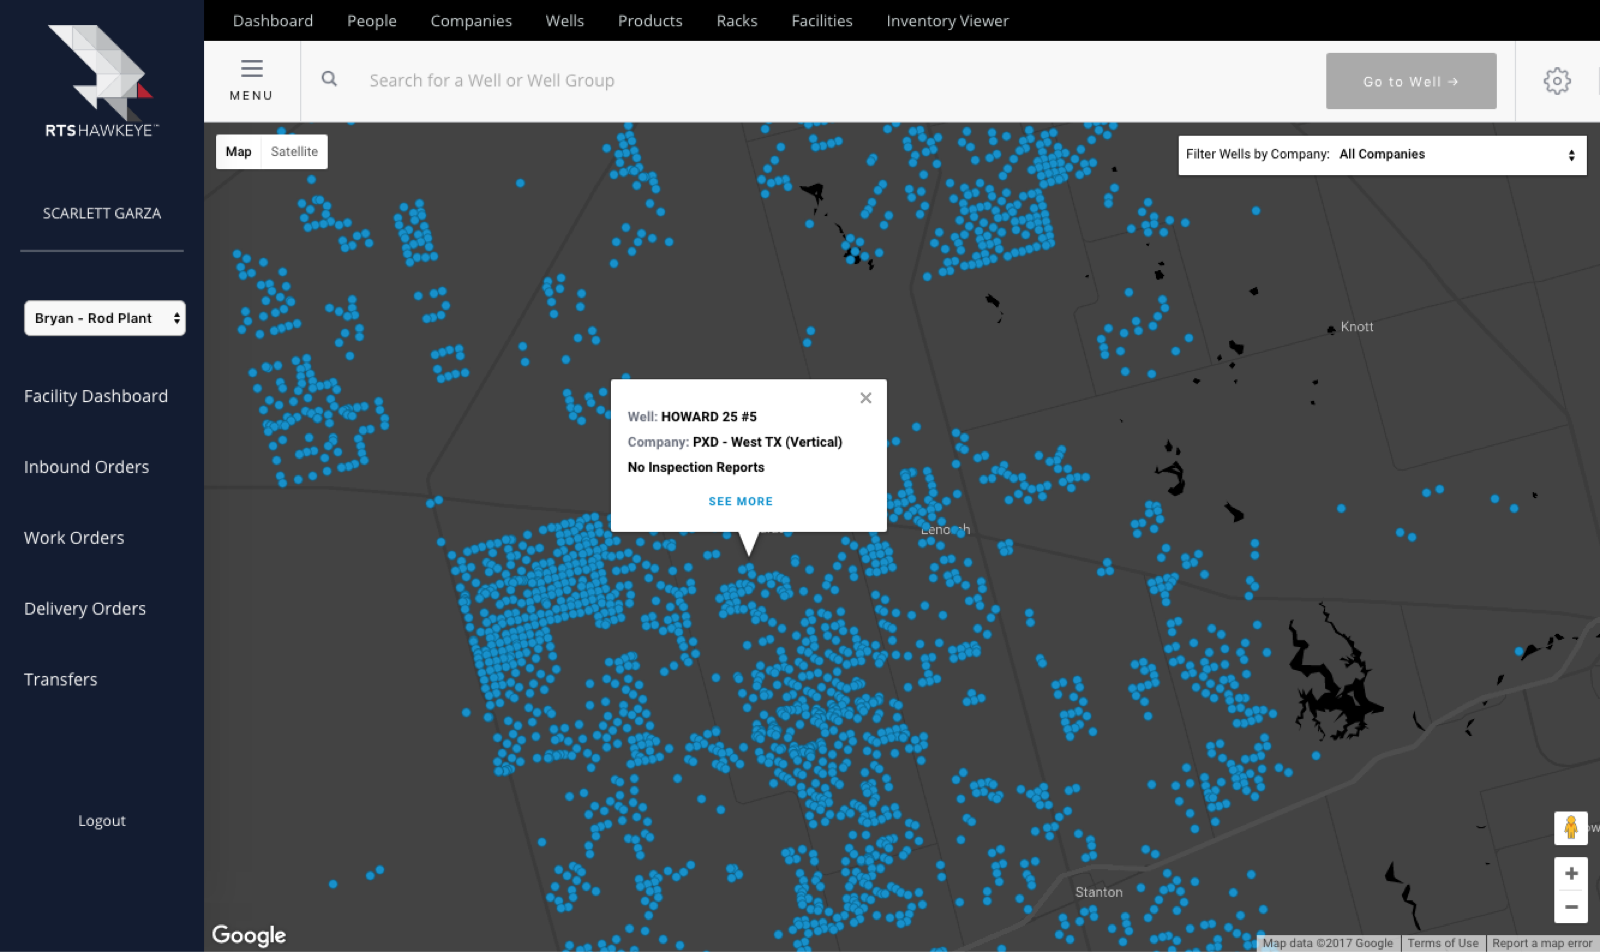 Dashboard People Companies Wells Products Racks Facilities Inventory Viewer
RTSHAWKEYE™
MENU
Search for a Well or Well Group
Go to Well →
Map Satellite
Filter Wells by Company: All Companies
SCARLETT GARZA
Bryan - Rod Plant
Facility Dashboard
Inbound Orders
Work Orders
Delivery Orders
Transfers
Logout
Knott
Well: HOWARD 25 #5
Company: PXD - West TX (Vertical)
No Inspection Reports
SEE MORE
Lenorah
Stanton
Google
Map data ©2017 Google Terms of Use Report a map error